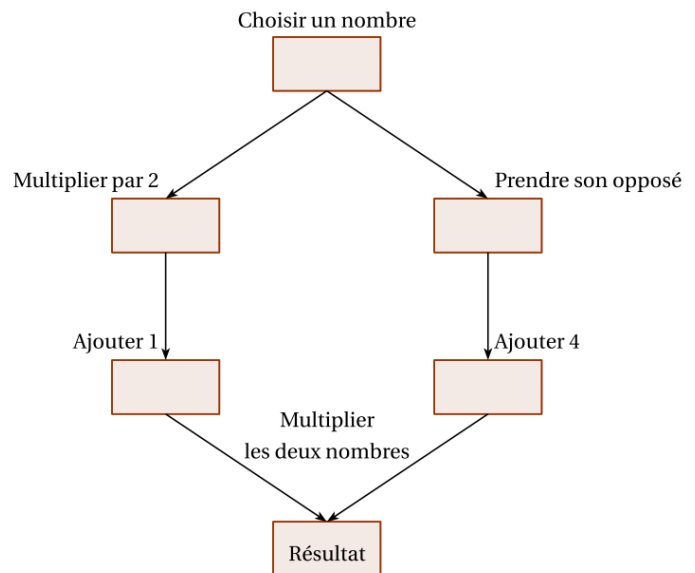 Choisir un nombre
Multiplier par 2
Prendre son opposé
Ajouter 1
Ajouter 4
Multiplier
les deux nombres
Résultat